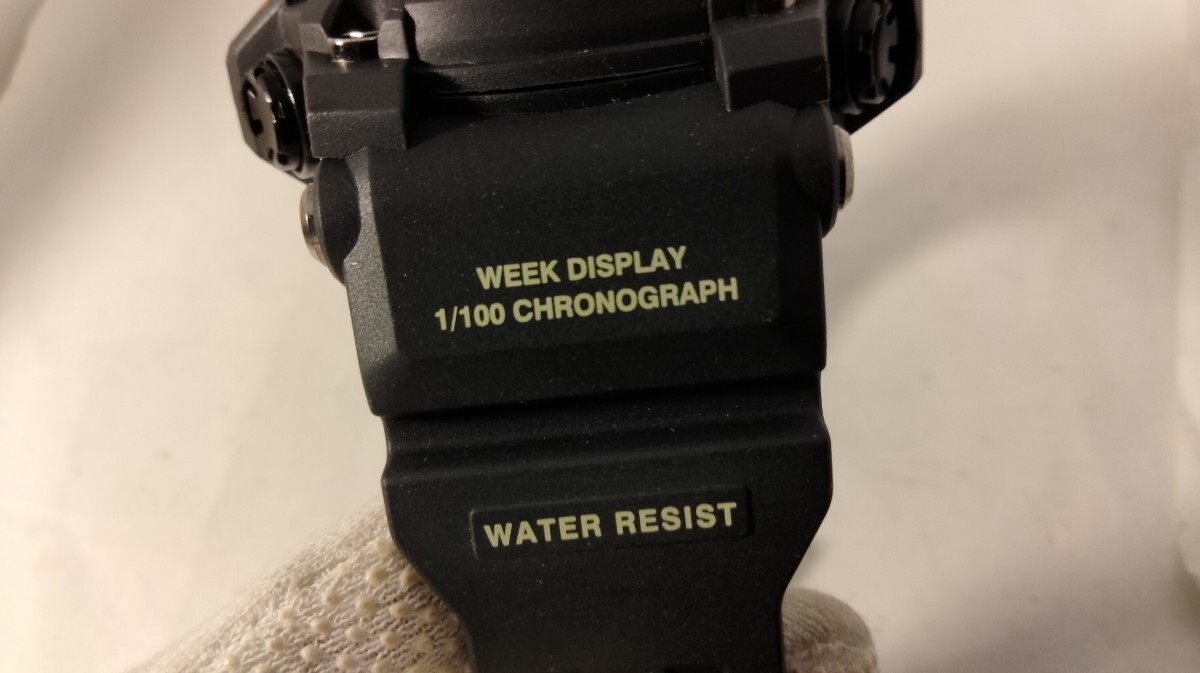 WEEK DISPLAY
1/100 CHRONOGRAPH
WATER RESIST